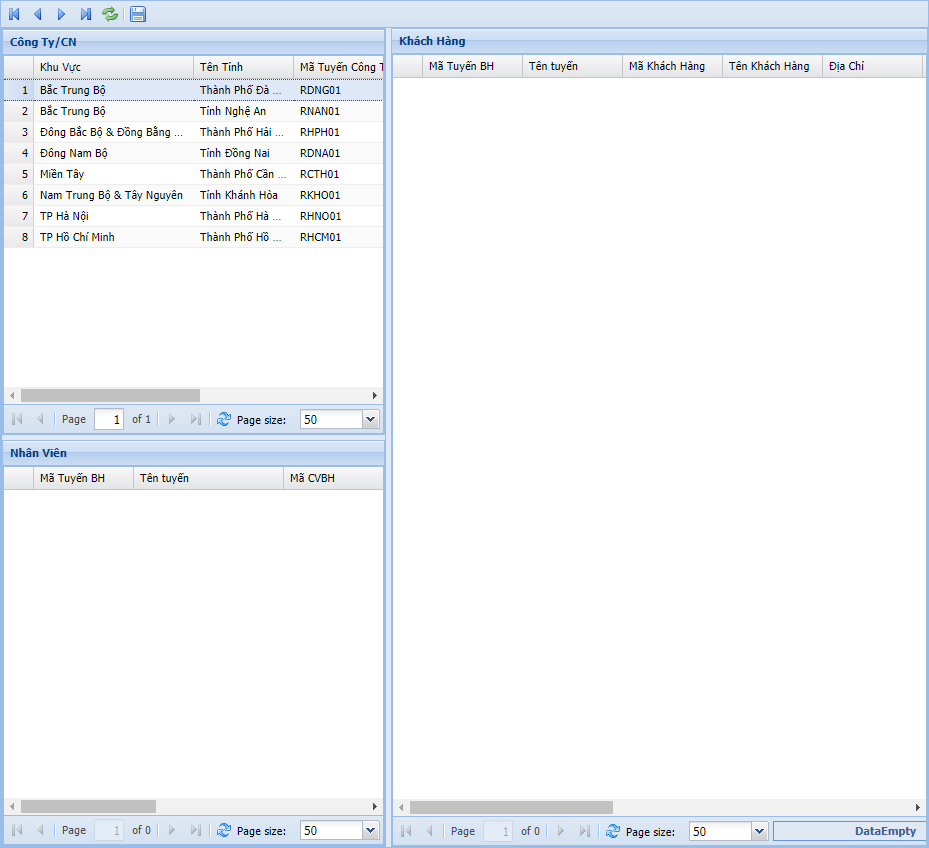 Công Ty/CN
Khu Vực Tên Tỉnh Mã Tuyến Công T
1 Bắc Trung Bộ Thành Phố Đà ... RDNG01
2 Bắc Trung Bộ Tỉnh Nghệ An RNAN01
3 Đông Bắc Bộ & Đồng Bằng ... Thành Phố Hải ... RHPH01
4 Đông Nam Bộ Tỉnh Đồng Nai RDNA01
5 Miền Tây Thành Phố Cần ... RCTH01
6 Nam Trung Bộ & Tây Nguyên Tỉnh Khánh Hòa RKHO01
7 TP Hà Nội Thành Phố Hà ... RHNO01
8 TP Hồ Chí Minh Thành Phố Hồ ... RHCM01
Page 1 of 1 Page size: 50
Nhân Viên
Mã Tuyến BH Tên tuyến Mã CVBH
Page 1 of 0 Page size: 50
Khách Hàng
Mã Tuyến BH Tên tuyến Mã Khách Hàng Tên Khách Hàng Địa Chỉ
Page 1 of 0 Page size: 50 DataEmpty